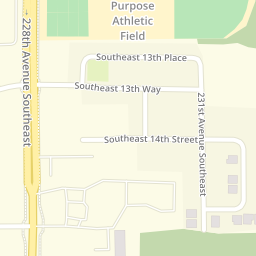 Purpose
Athletic
Field
Southeast 13th Place
Southeast 13th Way
Southeast 14th Street
228th Avenue Southeast
231st Avenue Southeast